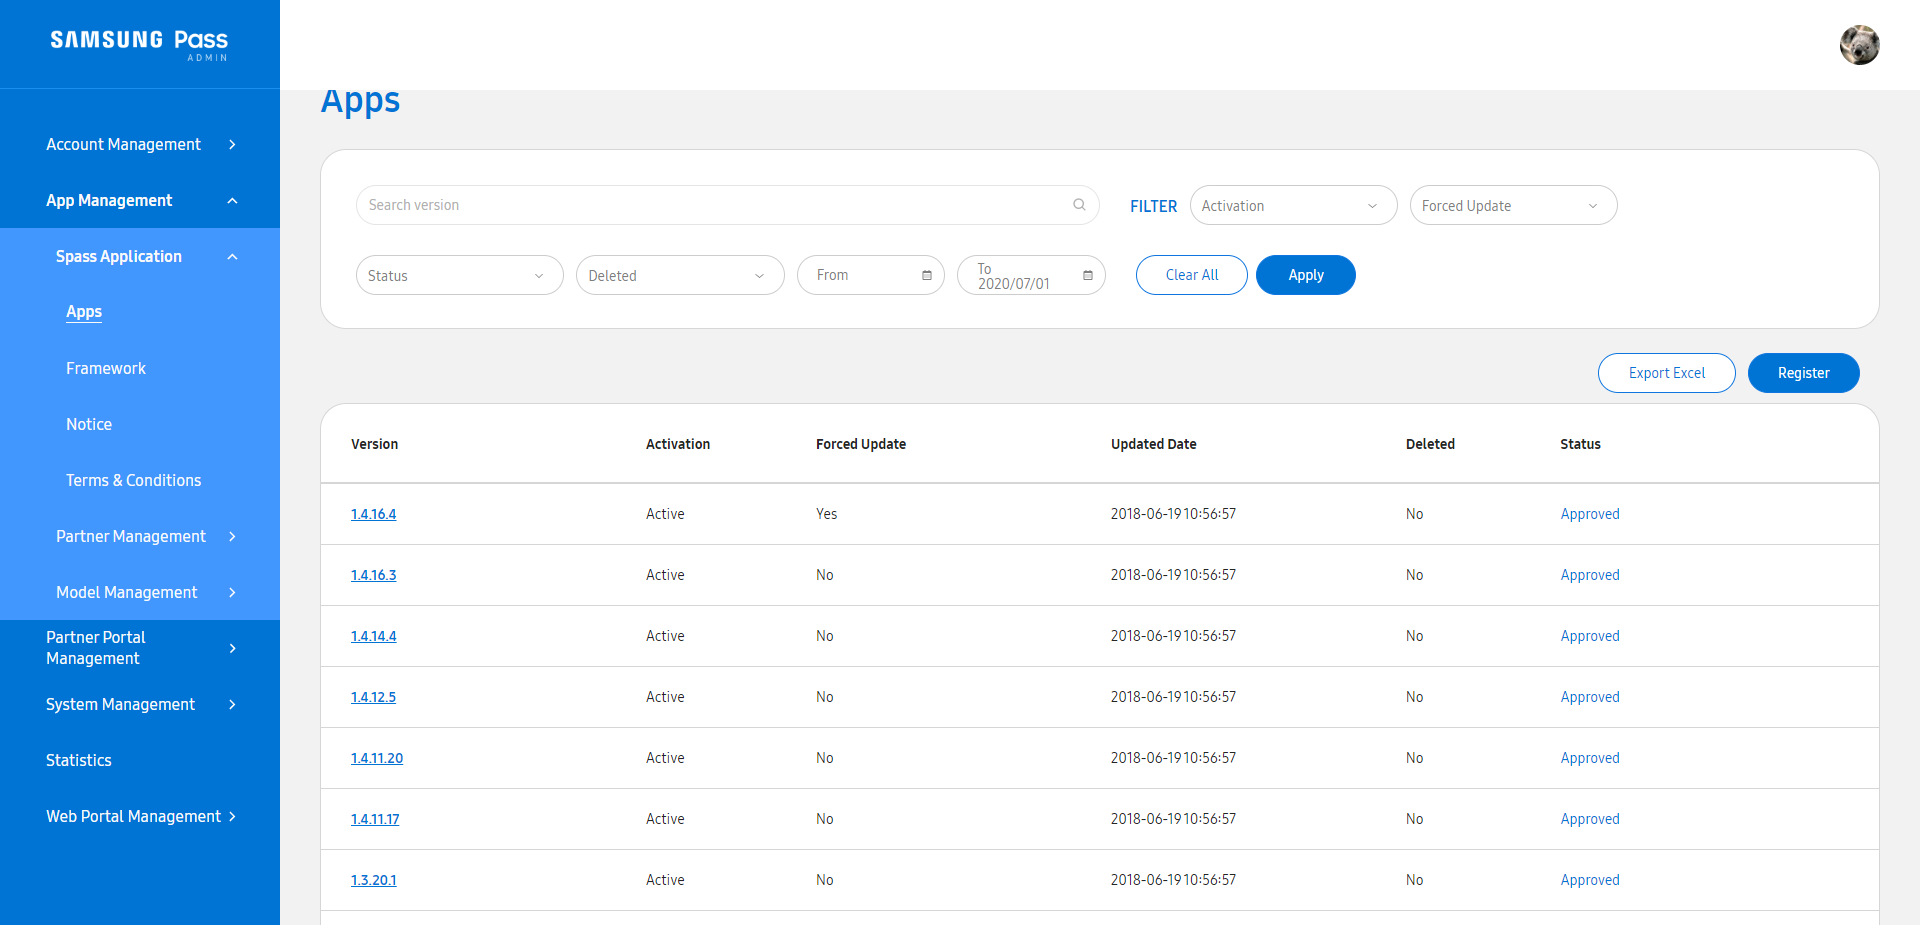 SAMSUNG Pass
ADMIN
Account Management
App Management
Spass Application
Apps
Framework
Notice
Terms & Conditions
Partner Management
Model Management
Partner Portal
Management
System Management
Statistics
Web Portal Management
Apps
Search version
FILTER
Activation
Forced Update
Status
Deleted
From
To
2020/07/01
Clear All
Apply
Export Excel
Register
Version Activation Forced Update Updated Date Deleted Status
1.4.16.4 Active Yes 2018-06-19 10:56:57 No Approved
1.4.16.3 Active No 2018-06-19 10:56:57 No Approved
1.4.14.4 Active No 2018-06-19 10:56:57 No Approved
1.4.12.5 Active No 2018-06-19 10:56:57 No Approved
1.4.11.20 Active No 2018-06-19 10:56:57 No Approved
1.4.11.17 Active No 2018-06-19 10:56:57 No Approved
1.3.20.1 Active No 2018-06-19 10:56:57 No Approved